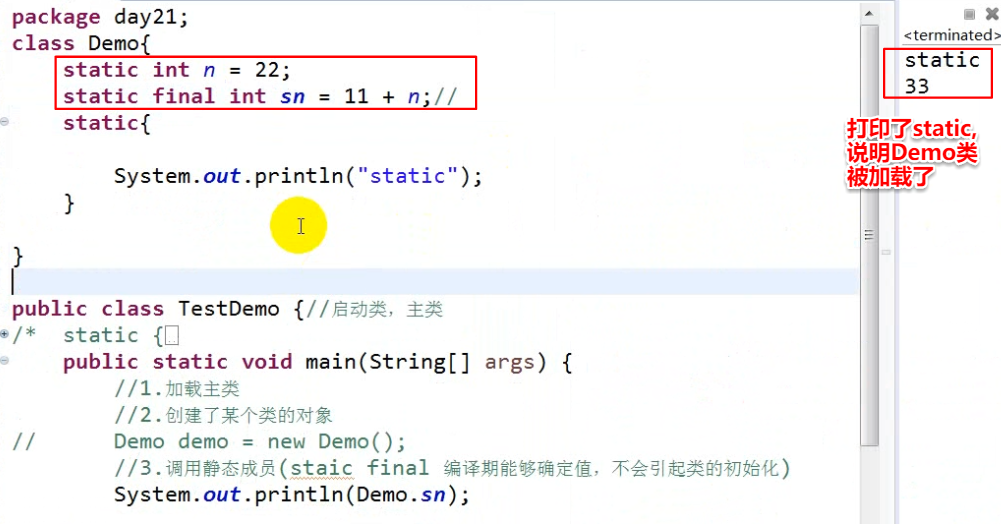 package day21;
class Demo{
static int n = 22;
static final int sn = 11 + n;//
static{
System.out.println("static");
}
}
public class TestDemo {//启动类，主类
/* static {
public static void main(String[] args) {
//1.加载主类
//2.创建了某个类的对象
// Demo demo = new Demo();
//3.调用静态成员(staic final 编译期能够确定值，不会引起类的初始化)
System.out.println(Demo.sn);
<terminated>
static
33
打印了static,
说明Demo类
被加载了